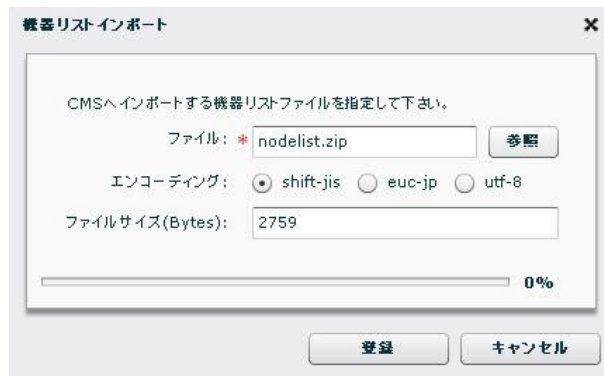 機器リストインポート ×
CMSへインポートする機器リストファイルを指定して下さい。
ファイル: * nodelist.zip 参照
エンコーディング: shift-jis euc-jp utf-8
ファイルサイズ(Bytes): 2759
0%
登録 キャンセル